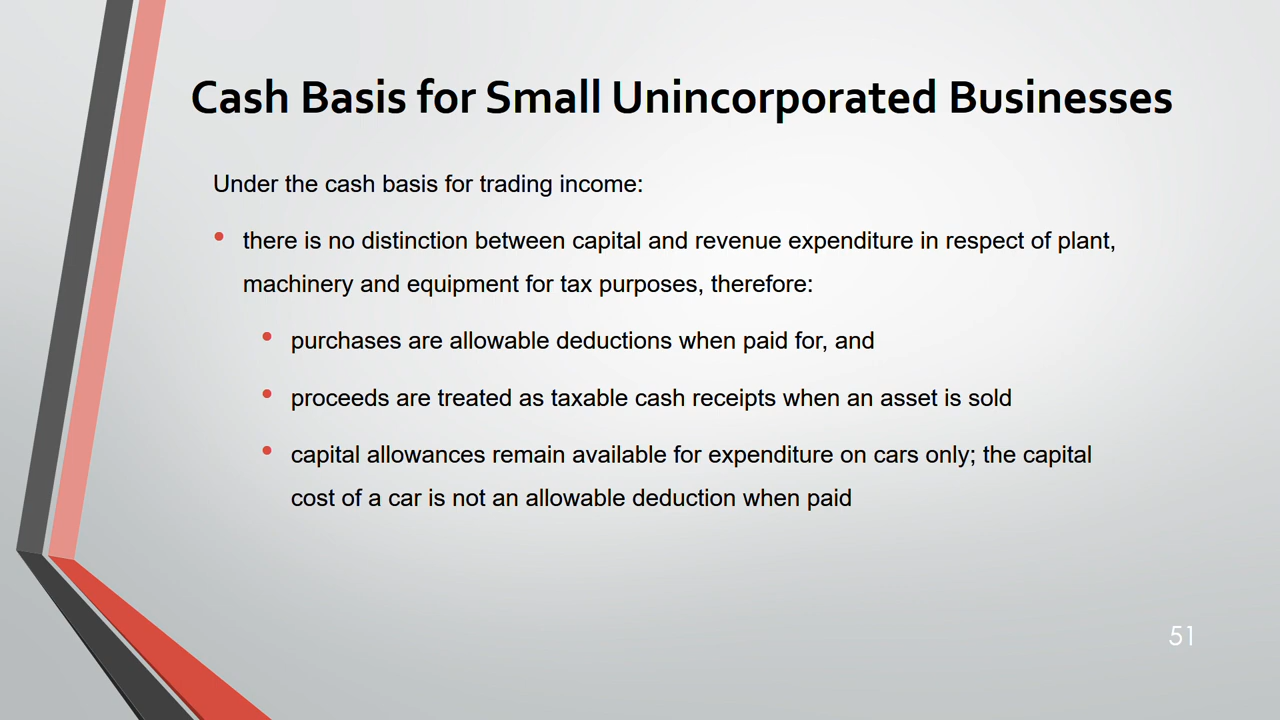 Cash Basis for Small Unincorporated Businesses
Under the cash basis for trading income:
• there is no distinction between capital and revenue expenditure in respect of plant,
machinery and equipment for tax purposes, therefore:
• purchases are allowable deductions when paid for, and
• proceeds are treated as taxable cash receipts when an asset is sold
• capital allowances remain available for expenditure on cars only; the capital
cost of a car is not an allowable deduction when paid
51